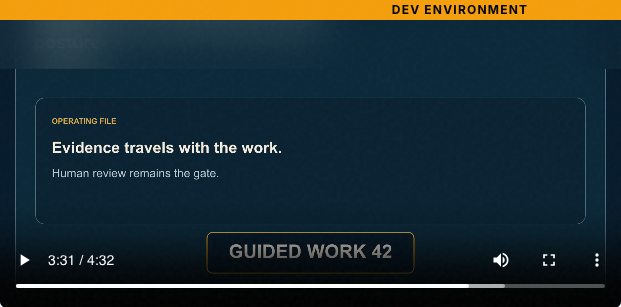 DEV ENVIRONMENT
posture
OPERATING FILE
Evidence travels with the work.
Human review remains the gate.
GUIDED WORK 42
3:31 / 4:32